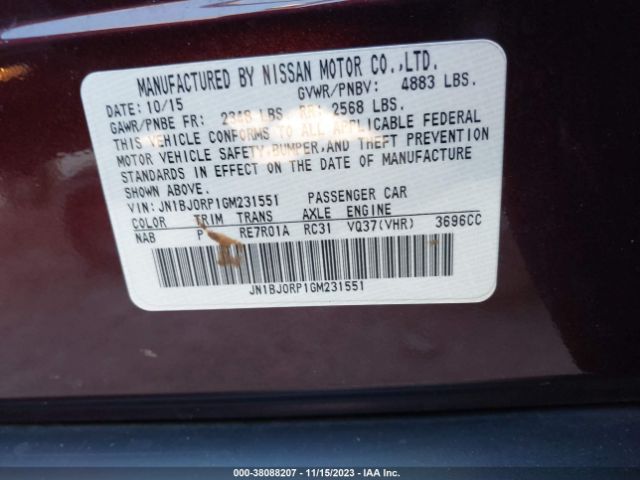 MANUFACTURED BY NISSAN MOTOR CO.,LTD.
DATE: 10/15 GVWR/PNBV: 4883 LBS.
GAWR/PNBE FR: 2348 LBS. RR: 2568 LBS.
THIS VEHICLE CONFORMS TO ALL APPLICABLE FEDERAL
MOTOR VEHICLE SAFETY,BUMPER,AND THEFT PREVENTION
STANDARDS IN EFFECT ON THE DATE OF MANUFACTURE
SHOWN ABOVE.
VIN: JN1BJ0RP1GM231551 PASSENGER CAR
COLOR TRIM TRANS AXLE ENGINE
NAB P RE7R01A RC31 VQ37(VHR) 3696CC
JN1BJ0RP1GM231551
000-38088207 - 11/15/2023 - IAA Inc.